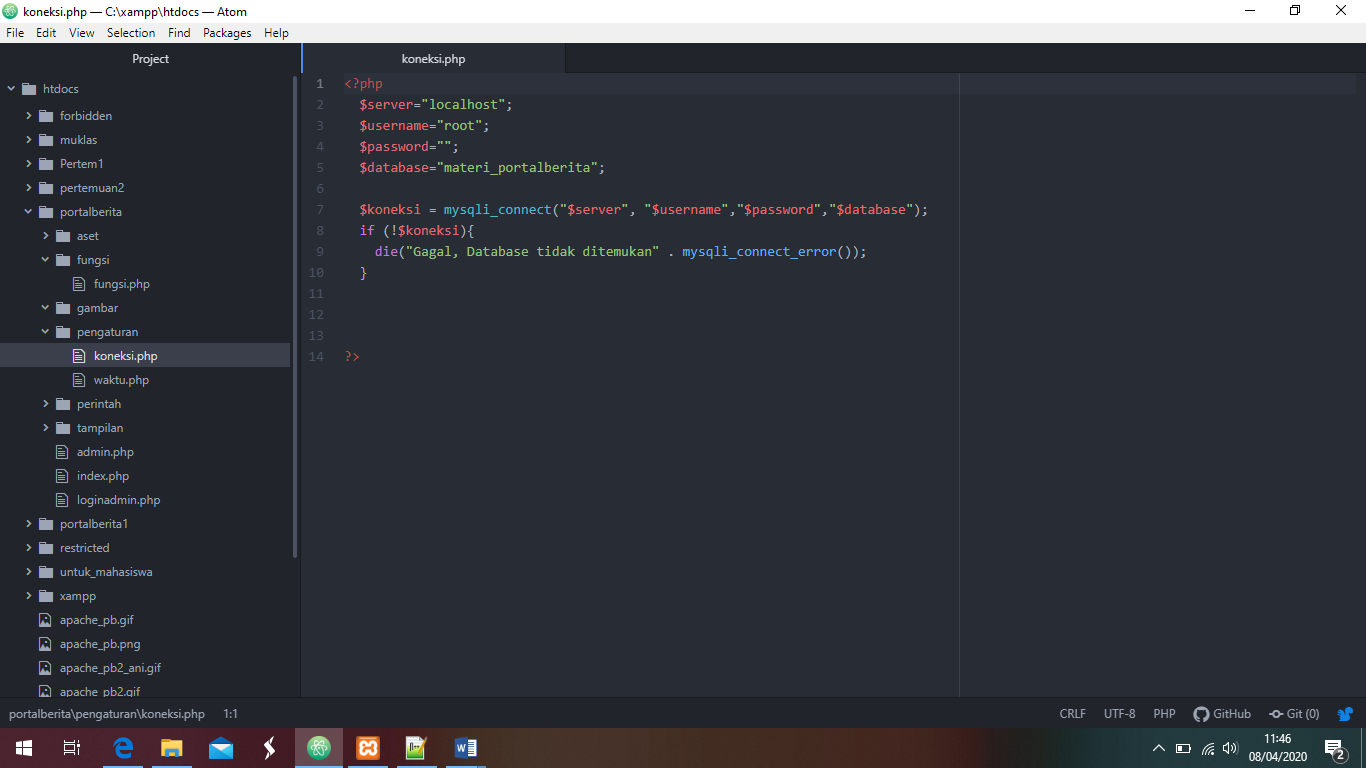 koneksi.php — C:\xampp\htdocs — Atom
File Edit View Selection Find Packages Help
Project
htdocs
forbidden
muklas
Pertem1
pertemuan2
portalberita
aset
fungsi
fungsi.php
gambar
pengaturan
koneksi.php
waktu.php
perintah
tampilan
admin.php
index.php
loginadmin.php
portalberita1
restricted
untuk_mahasiswa
xampp
apache_pb.gif
apache_pb.png
apache_pb2_ani.gif
apache_pb2.gif
koneksi.php
1 <?php
2 $server="localhost";
3 $username="root";
4 $password="";
5 $database="materi_portalberita";
6
7 $koneksi = mysqli_connect("$server", "$username","$password","$database");
8 if (!$koneksi){
9 die("Gagal, Database tidak ditemukan" . mysqli_connect_error());
10 }
11
12
13
14 ?>
portalberita\pengaturan\koneksi.php 1:1
CRLF UTF-8 PHP GitHub Git (0)
11:46
08/04/2020
2